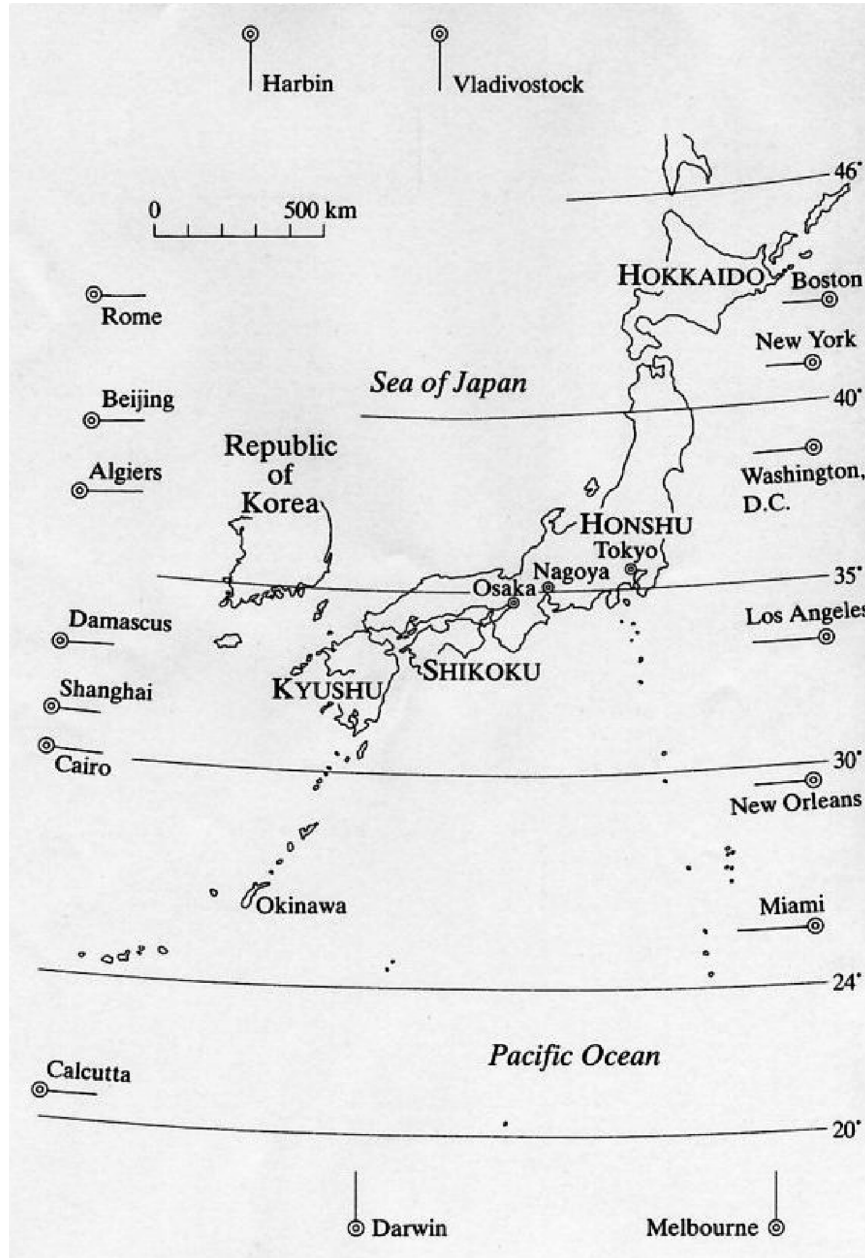 Harbin
Vladivostock
46°
0 500 km
HOKKAIDO
Boston
Rome
New York
Sea of Japan
Beijing
40°
Republic
of
Korea
Algiers
Washington,
D.C.
HONSHU
Tokyo
Nagoya
35°
Osaka
Damascus
Los Angeles
SHIKOKU
Shanghai
KYUSHU
Cairo
30°
New Orleans
Okinawa
Miami
24°
Pacific Ocean
Calcutta
20°
Darwin
Melbourne